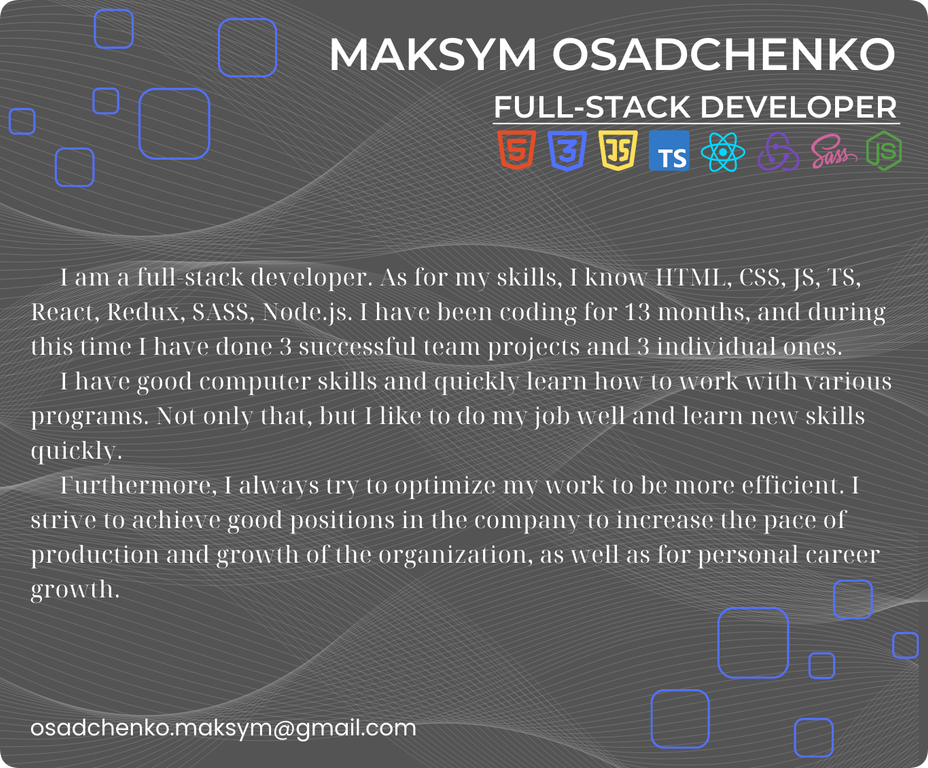 MAKSYM OSADCHENKO
FULL-STACK DEVELOPER
5 3 JS TS Sass JS
I am a full-stack developer. As for my skills, I know HTML, CSS, JS, TS,
React, Redux, SASS, Node.js. I have been coding for 13 months, and during
this time I have done 3 successful team projects and 3 individual ones.
I have good computer skills and quickly learn how to work with various
programs. Not only that, but I like to do my job well and learn new skills
quickly.
Furthermore, I always try to optimize my work to be more efficient. I
strive to achieve good positions in the company to increase the pace of
production and growth of the organization, as well as for personal career
growth.
osadchenko.maksym@gmail.com